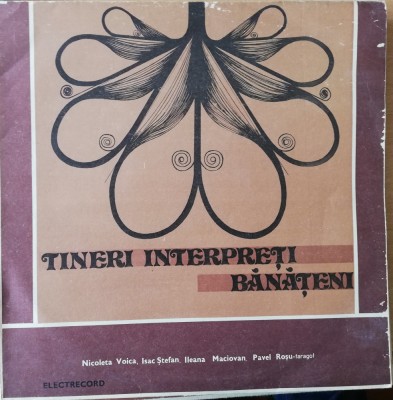 TINERI INTERPREȚI
BĂNĂȚENI
Nicoleta Voica, Isac Ștefan, Ileana Maciovan, Pavel Roșu-taragot
ELECTRECORD